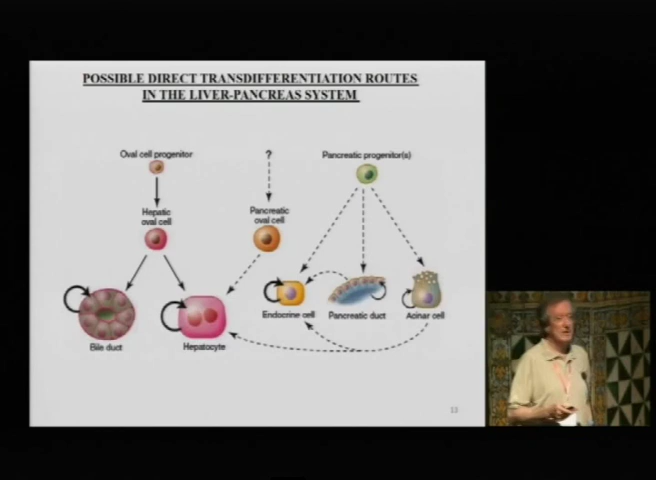 POSSIBLE DIRECT TRANSDIFFERENTIATION ROUTES
IN THE LIVER-PANCREAS SYSTEM
Oval cell progenitor
?
Pancreatic progenitor(s)
Hepatic
oval cell
Pancreatic
oval cell
Bile duct
Hepatocyte
Endocrine cell
Pancreatic duct
Acinar cell
13